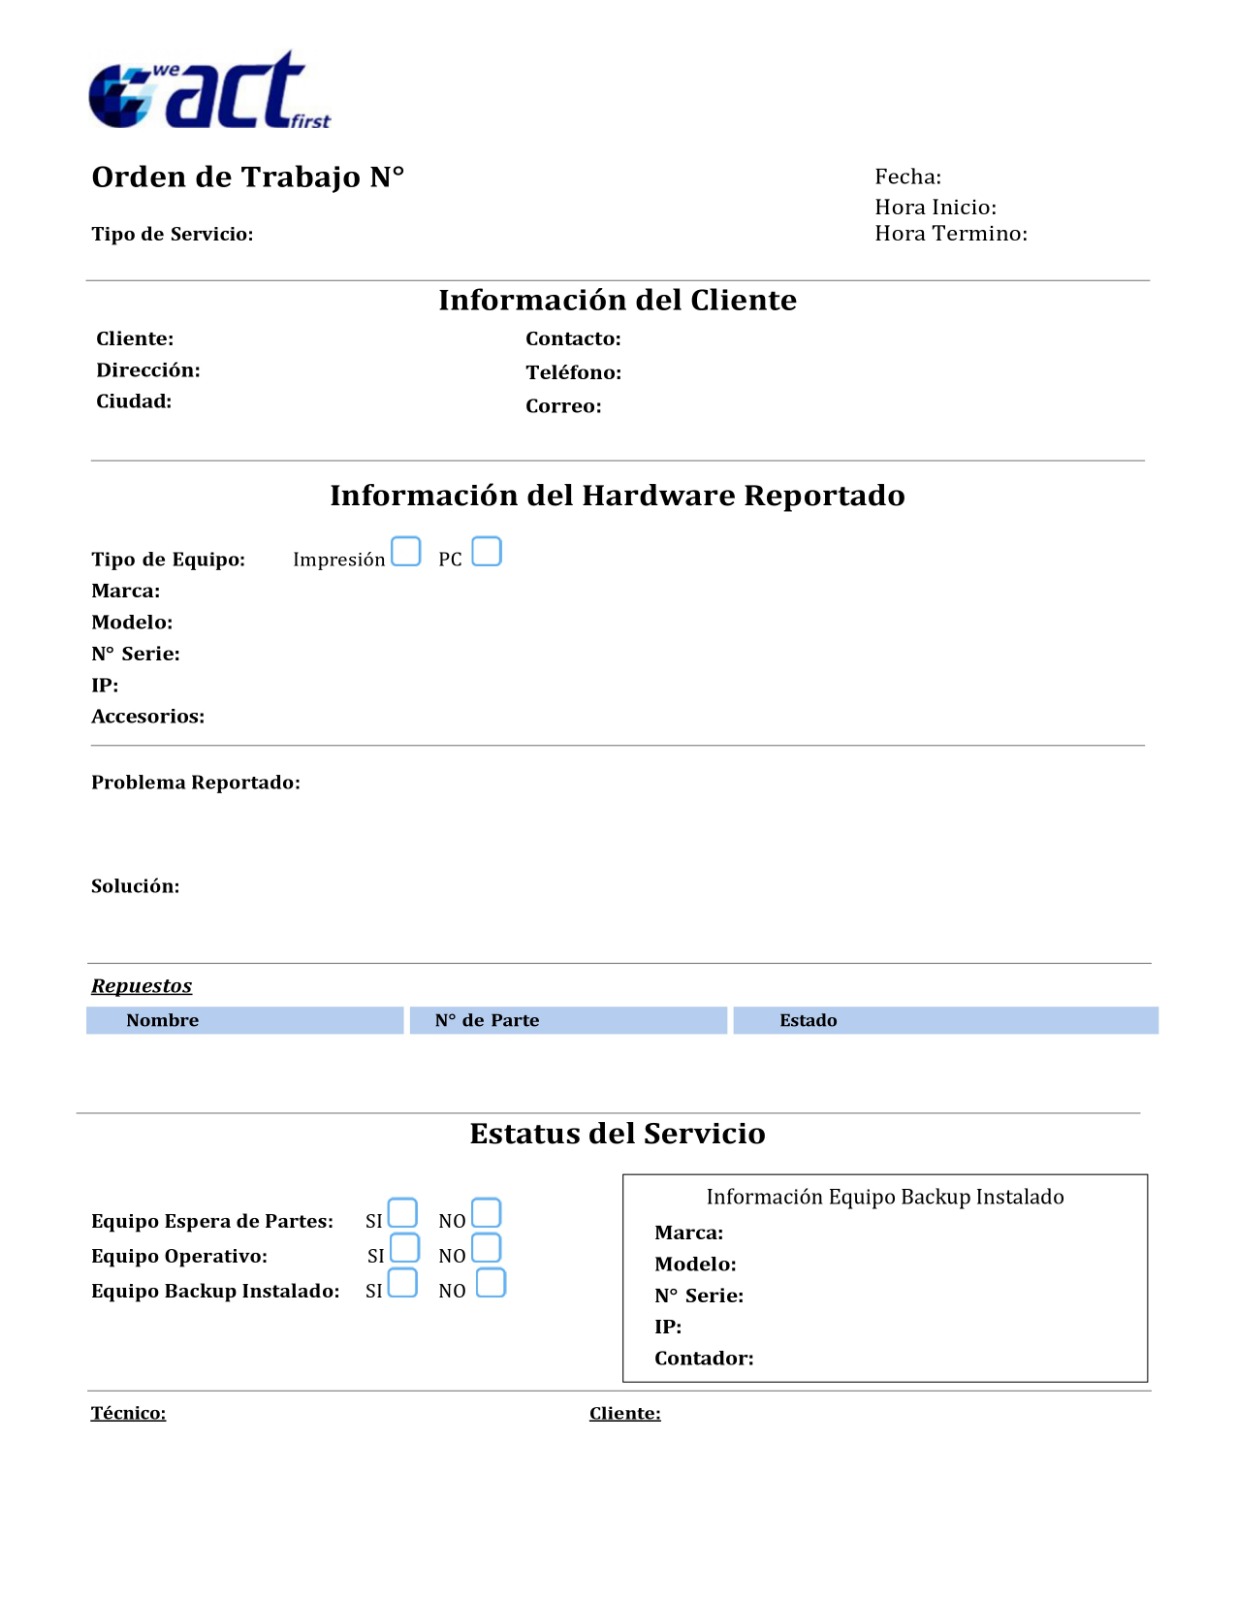 we act first
Orden de Trabajo N°
Fecha:
Hora Inicio:
Tipo de Servicio:
Hora Termino:
Información del Cliente
Cliente: Contacto:
Dirección: Teléfono:
Ciudad: Correo:
Información del Hardware Reportado
Tipo de Equipo: Impresión PC
Marca:
Modelo:
N° Serie:
IP:
Accesorios:
Problema Reportado:
Solución:
Repuestos
Nombre N° de Parte Estado
Estatus del Servicio
Equipo Espera de Partes: SI NO
Equipo Operativo: SI NO
Equipo Backup Instalado: SI NO
Información Equipo Backup Instalado
Marca:
Modelo:
N° Serie:
IP:
Contador:
Técnico: Cliente: